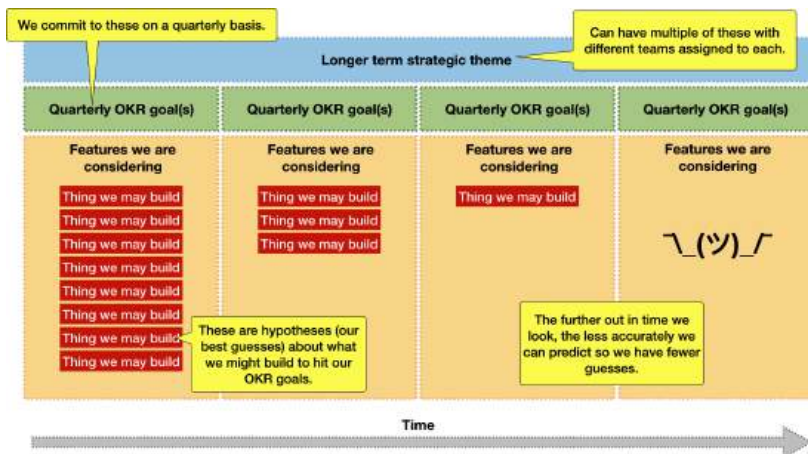 We commit to these on a quarterly basis.
Can have multiple of these with
different teams assigned to each.
Longer term strategic theme
Quarterly OKR goal(s)
Quarterly OKR goal(s)
Quarterly OKR goal(s)
Quarterly OKR goal(s)
Features we are
considering
Thing we may build
Thing we may build
Thing we may build
Thing we may build
Thing we may build
Thing we may build
Thing we may build
Thing we may build
These are hypotheses (our
best guesses) about what
we might build to hit our
OKR goals.
Features we are
considering
Thing we may build
Thing we may build
Thing we may build
Features we are
considering
Thing we may build
The further out in time we
look, the less accurately we
can predict so we have fewer
guesses.
Features we are
considering
¯\_(ツ)_/¯
Time